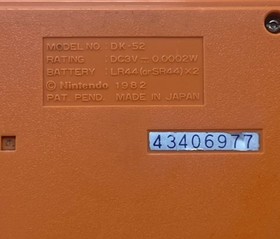 MODEL NO. DK-52
RATING : DC3V⎓0.0002W
BATTERY : LR44(or SR44)x2
© Nintendo 1982
PAT. PEND. MADE IN JAPAN
43406977